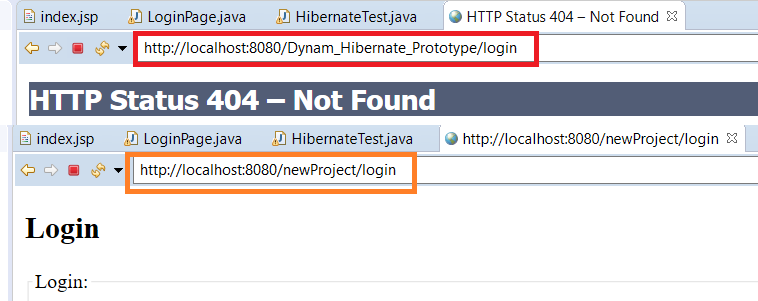 index.jsp LoginPage.java HibernateTest.java HTTP Status 404 – Not Found
http://localhost:8080/Dynam_Hibernate_Prototype/login
HTTP Status 404 – Not Found
index.jsp LoginPage.java HibernateTest.java http://localhost:8080/newProject/login
http://localhost:8080/newProject/login
Login
Login: